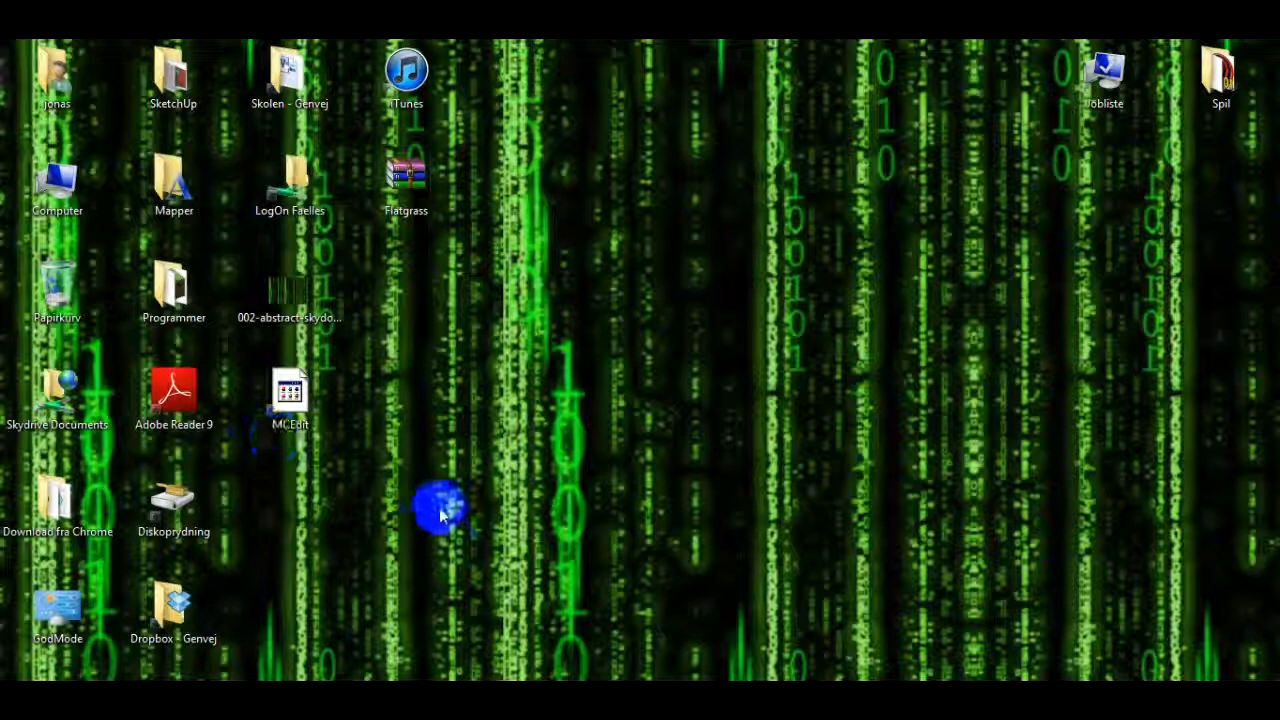 jonas
SketchUp
Skolen - Genvej
iTunes
Jobliste
Spil
Computer
Mapper
LogOn Faelles
Flatgrass
Papirkurv
Programmer
002-abstract-skydo...
Skydrive Documents
Adobe Reader 9
MCEdit
Download fra Chrome
Diskoprydning
GodMode
Dropbox - Genvej